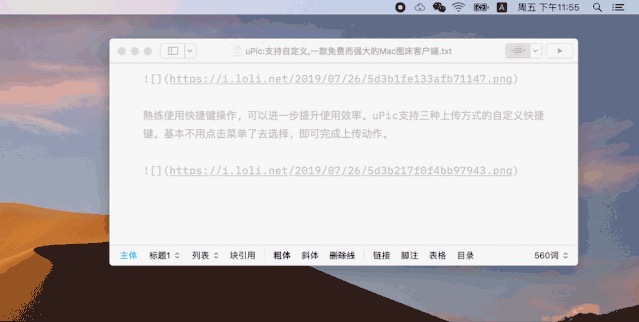 A 周五 下午11:55
uPic:支持自定义,一款免费而强大的Mac图床客户端.txt
![](https://i.loli.net/2019/07/26/5d3b1fe133afb71147.png)
熟练使用快捷键操作，可以进一步提升使用效率。uPic支持三种上传方式的自定义快捷
键。基本不用点击菜单了去选择，即可完成上传动作。
![](https://i.loli.net/2019/07/26/5d3b217f0f4bb97943.png)
主体 标题1 列表 块引用 粗体 斜体 删除线 链接 脚注 表格 目录 560词